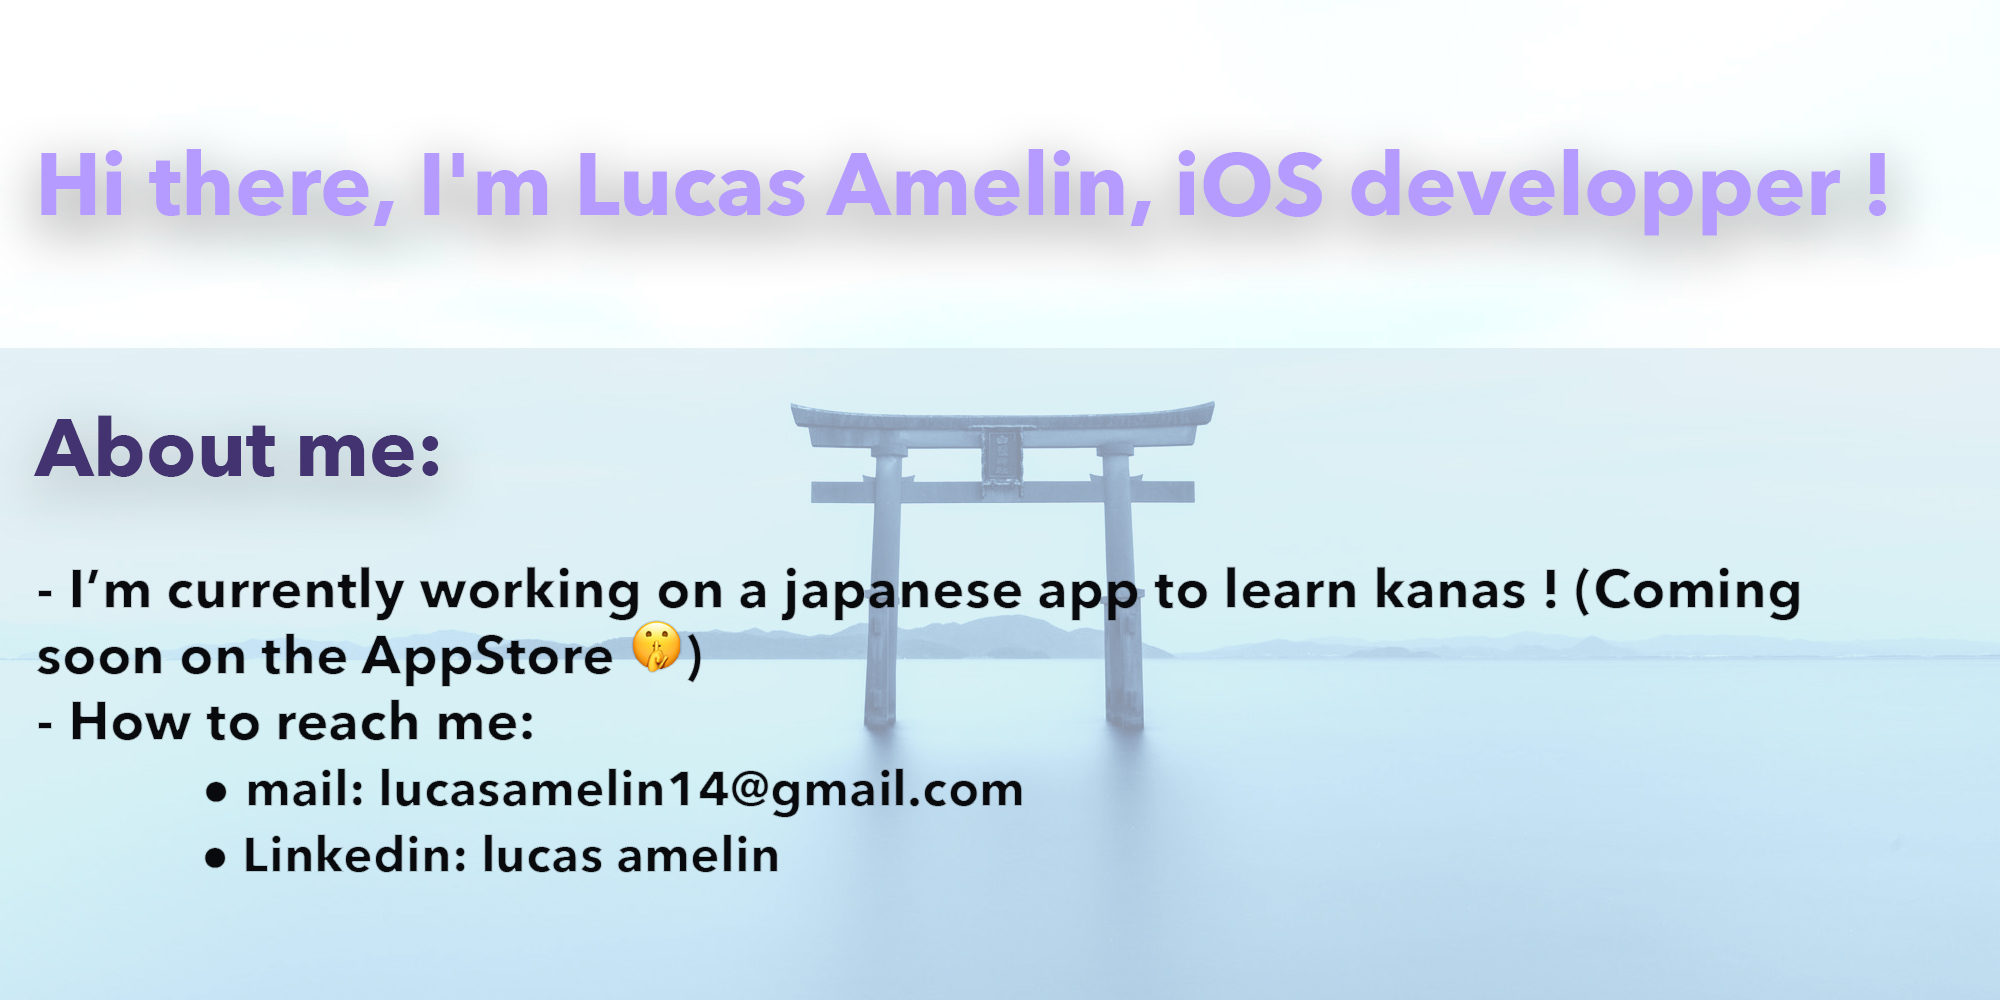 Hi there, I'm Lucas Amelin, iOS developper !
About me:
- I’m currently working on a japanese app to learn kanas ! (Coming
soon on the AppStore 🤫)
- How to reach me:
● mail: lucasamelin14@gmail.com
● Linkedin: lucas amelin